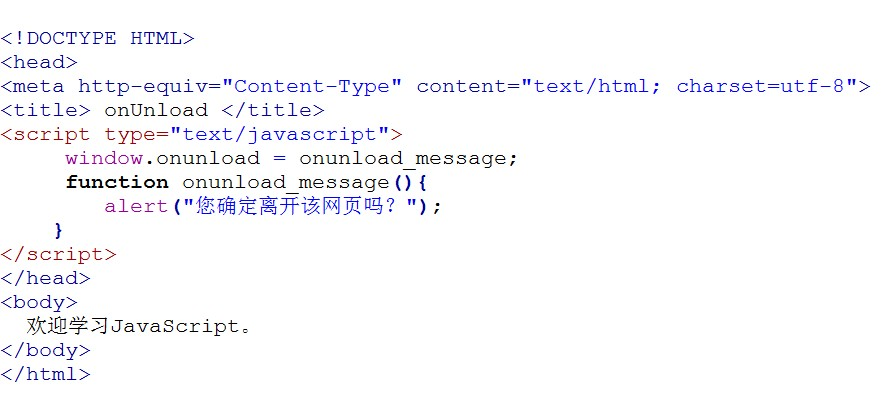 <!DOCTYPE HTML>
<head>
<meta http-equiv="Content-Type" content="text/html; charset=utf-8">
<title> onUnload </title>
<script type="text/javascript">
     window.onunload = onunload_message;
     function onunload_message(){
        alert("您确定离开该网页吗？");
    }
</script>
</head>
<body>
  欢迎学习JavaScript。
</body>
</html>